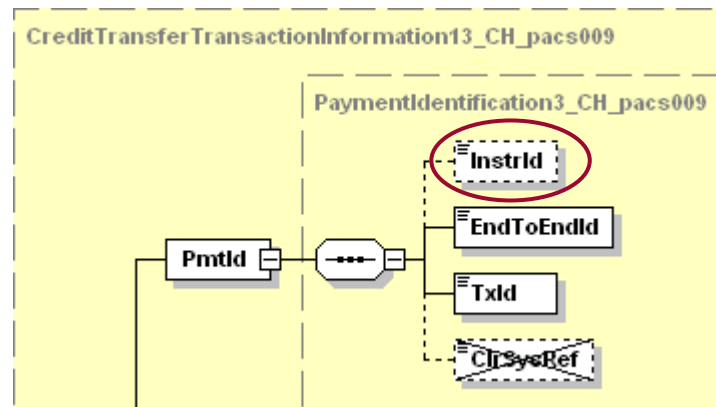 CreditTransferTransactionInformation13_CH_pacs009
PaymentIdentification3_CH_pacs009
InstrId
EndToEndId
PmtId
TxId
ClrSysRef